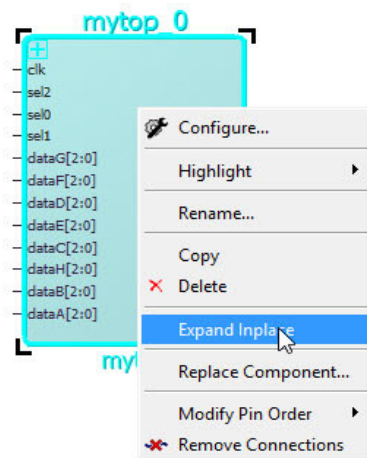 mytop_0
clk
sel2
sel0
sel1
dataG[2:0]
dataF[2:0]
dataD[2:0]
dataE[2:0]
dataC[2:0]
dataH[2:0]
dataB[2:0]
dataA[2:0]
Configure...
Highlight
Rename...
Copy
Delete
Expand Inplace
Replace Component...
Modify Pin Order
Remove Connections